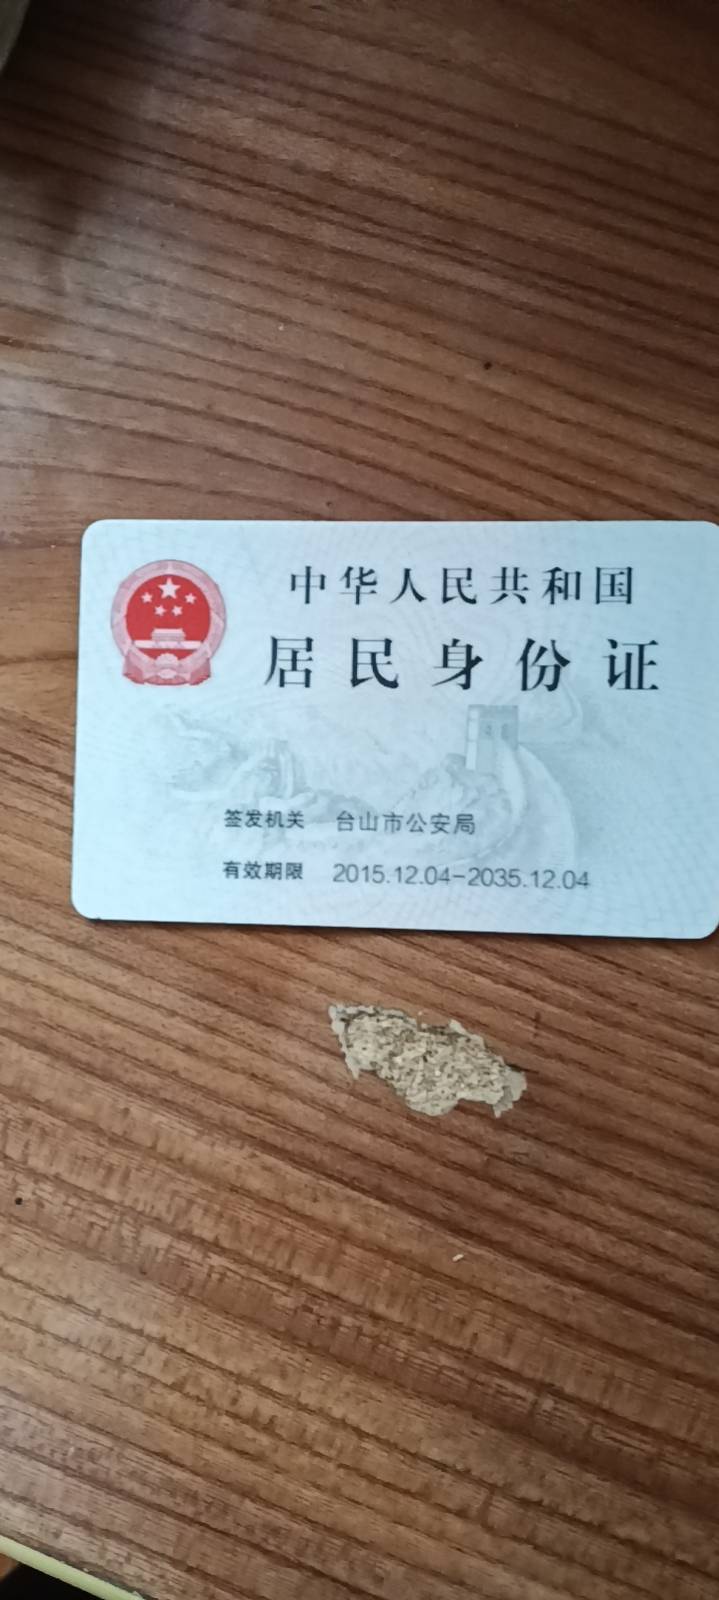 中华人民共和国
居民身份证
签发机关 台山市公安局
有效期限 2015.12.04-2035.12.04